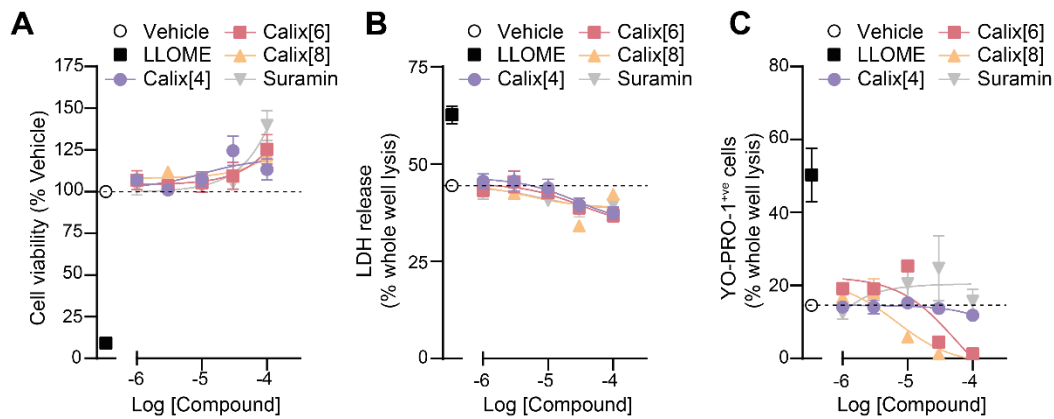 A
Vehicle
LLOME
Calix[4]
Calix[6]
Calix[8]
Suramin
Cell viability (% Vehicle)
175
150
125
100
75
50
25
0
-6
-5
-4
Log [Compound]
B
Vehicle
LLOME
Calix[4]
Calix[6]
Calix[8]
Suramin
LDH release
(% whole well lysis)
75
50
25
0
-6
-5
-4
Log [Compound]
C
Vehicle
LLOME
Calix[4]
Calix[6]
Calix[8]
Suramin
YO-PRO-1+ve cells
(% whole well lysis)
80
60
40
20
0
-6
-5
-4
Log [Compound]